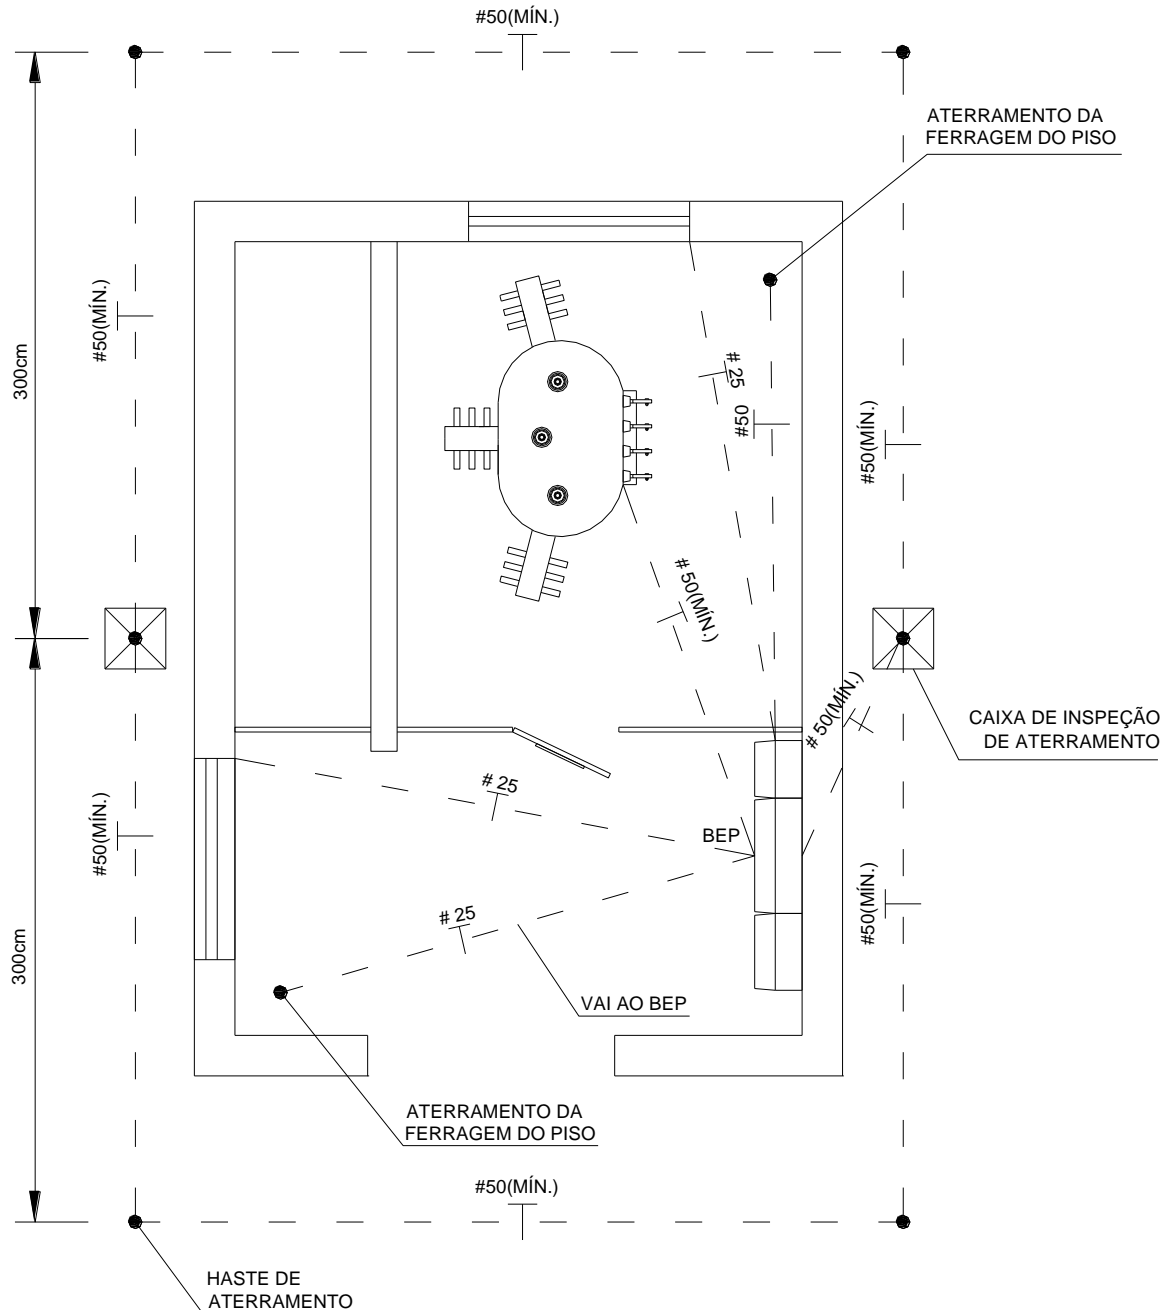 #50(MÍN.)
ATERRAMENTO DA
FERRAGEM DO PISO
#50(MÍN.)
300cm
# 25
#50
#50(MÍN.)
# 50(MÍN.)
# 50(MÍN.)
CAIXA DE INSPEÇÃO
DE ATERRAMENTO
# 25
#50(MÍN.)
BEP
# 25
#50(MÍN.)
300cm
VAI AO BEP
ATERRAMENTO DA
FERRAGEM DO PISO
#50(MÍN.)
HASTE DE
ATERRAMENTO